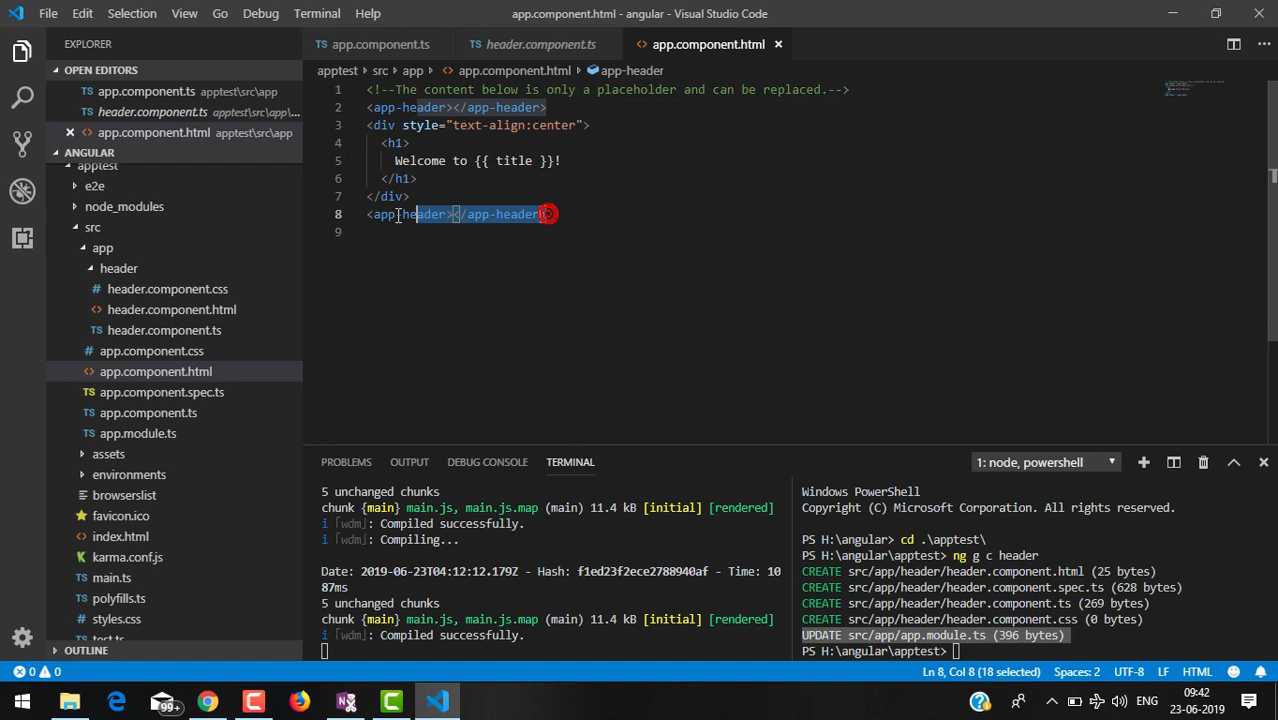 File Edit Selection View Go Debug Terminal Help
app.component.html - angular - Visual Studio Code
EXPLORER
OPEN EDITORS
app.component.ts apptest\src\app
header.component.ts apptest\src\app\...
app.component.html apptest\src\app
ANGULAR
apptest
e2e
node_modules
src
app
header
header.component.css
header.component.html
header.component.ts
app.component.css
app.component.html
app.component.spec.ts
app.component.ts
app.module.ts
assets
environments
browserslist
favicon.ico
index.html
karma.conf.js
main.ts
polyfills.ts
styles.css
test.ts
OUTLINE
app.component.ts header.component.ts app.component.html
apptest src app app.component.html app-header
1 <!--The content below is only a placeholder and can be replaced.-->
2 <app-header></app-header>
3 <div style="text-align:center">
4 <h1>
5 Welcome to {{ title }}!
6 </h1>
7 </div>
8 <app-header></app-header
9
PROBLEMS OUTPUT DEBUG CONSOLE TERMINAL
1: node, powershell
5 unchanged chunks
chunk {main} main.js, main.js.map (main) 11.4 kB [initial] [rendered]
i ｢wdm｣: Compiled successfully.
i ｢wdm｣: Compiling...
Date: 2019-06-23T04:12:12.179Z - Hash: f1ed23f2ece2788940af - Time: 10
87ms
5 unchanged chunks
chunk {main} main.js, main.js.map (main) 11.4 kB [initial] [rendered]
i ｢wdm｣: Compiled successfully.
Windows PowerShell
Copyright (C) Microsoft Corporation. All rights reserved.
PS H:\angular> cd .\apptest\
PS H:\angular\apptest> ng g c header
CREATE src/app/header/header.component.html (25 bytes)
CREATE src/app/header/header.component.spec.ts (628 bytes)
CREATE src/app/header/header.component.ts (269 bytes)
CREATE src/app/header/header.component.css (0 bytes)
UPDATE src/app/app.module.ts (396 bytes)
PS H:\angular\apptest>
0 0
Ln 8, Col 8 (18 selected) Spaces: 2 UTF-8 LF HTML
99+
ENG
09:42
23-06-2019